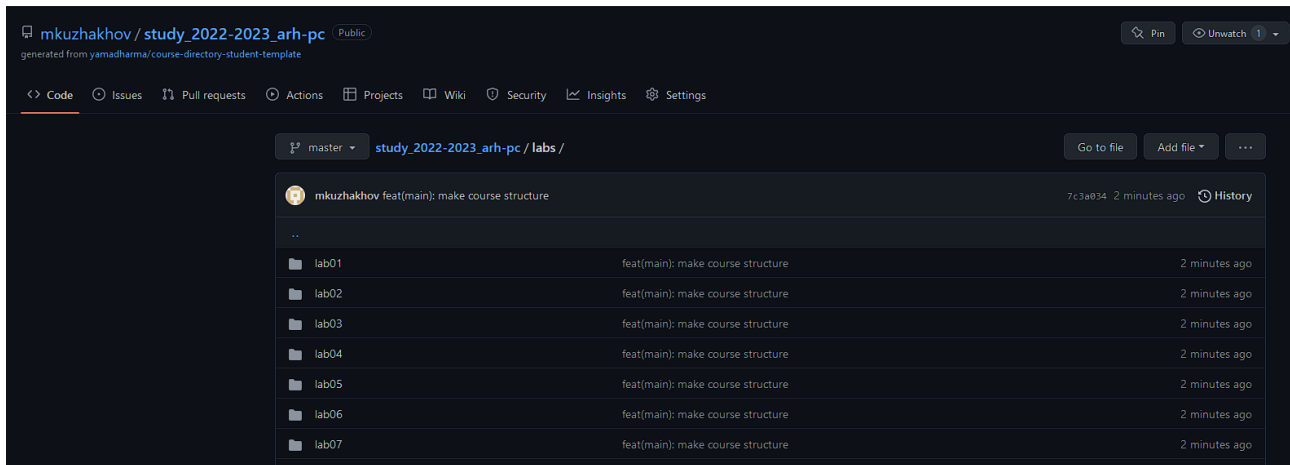 mkuzhakhov / study_2022-2023_arh-pc Public Pin Unwatch 1
generated from yamadharma/course-directory-student-template
Code Issues Pull requests Actions Projects Wiki Security Insights Settings
master study_2022-2023_arh-pc / labs / Go to file Add file ...
mkuzhakhov feat(main): make course structure 7c3a034 2 minutes ago History
..
lab01 feat(main): make course structure 2 minutes ago
lab02 feat(main): make course structure 2 minutes ago
lab03 feat(main): make course structure 2 minutes ago
lab04 feat(main): make course structure 2 minutes ago
lab05 feat(main): make course structure 2 minutes ago
lab06 feat(main): make course structure 2 minutes ago
lab07 feat(main): make course structure 2 minutes ago